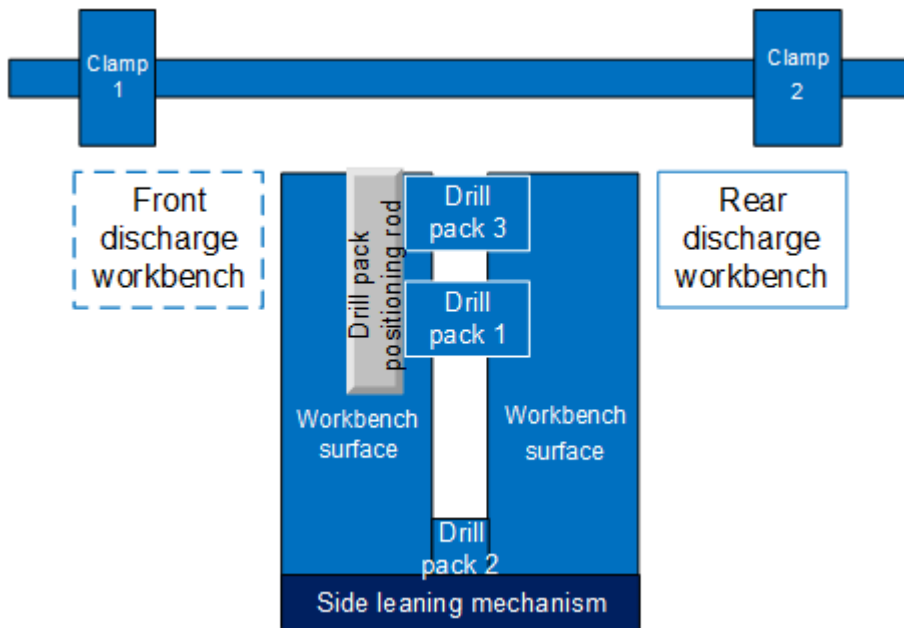 Clamp
1
Clamp
2
Front
discharge
workbench
Drill pack
positioning rod
Drill
pack 3
Rear
discharge
workbench
Drill
pack 1
Workbench
surface
Workbench
surface
Drill
pack 2
Side leaning mechanism